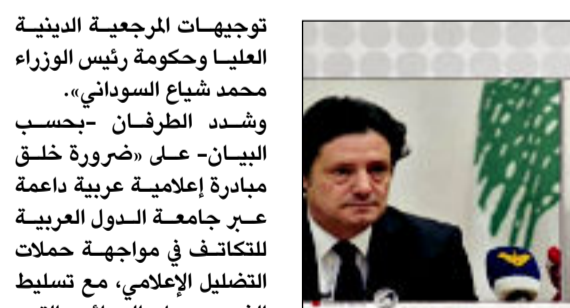 توجيهات المرجعية الدينية
العليا وحكومة رئيس الوزراء
محمد شياع السوداني».
وشدد الطرفان -بحسب
البيان- على «ضرورة خلق
مبادرة إعلامية عربية داعمة
عبر جامعة الدول العربية
للتكاتف في مواجهة حملات
التضليل الإعلامي، مع تسليط